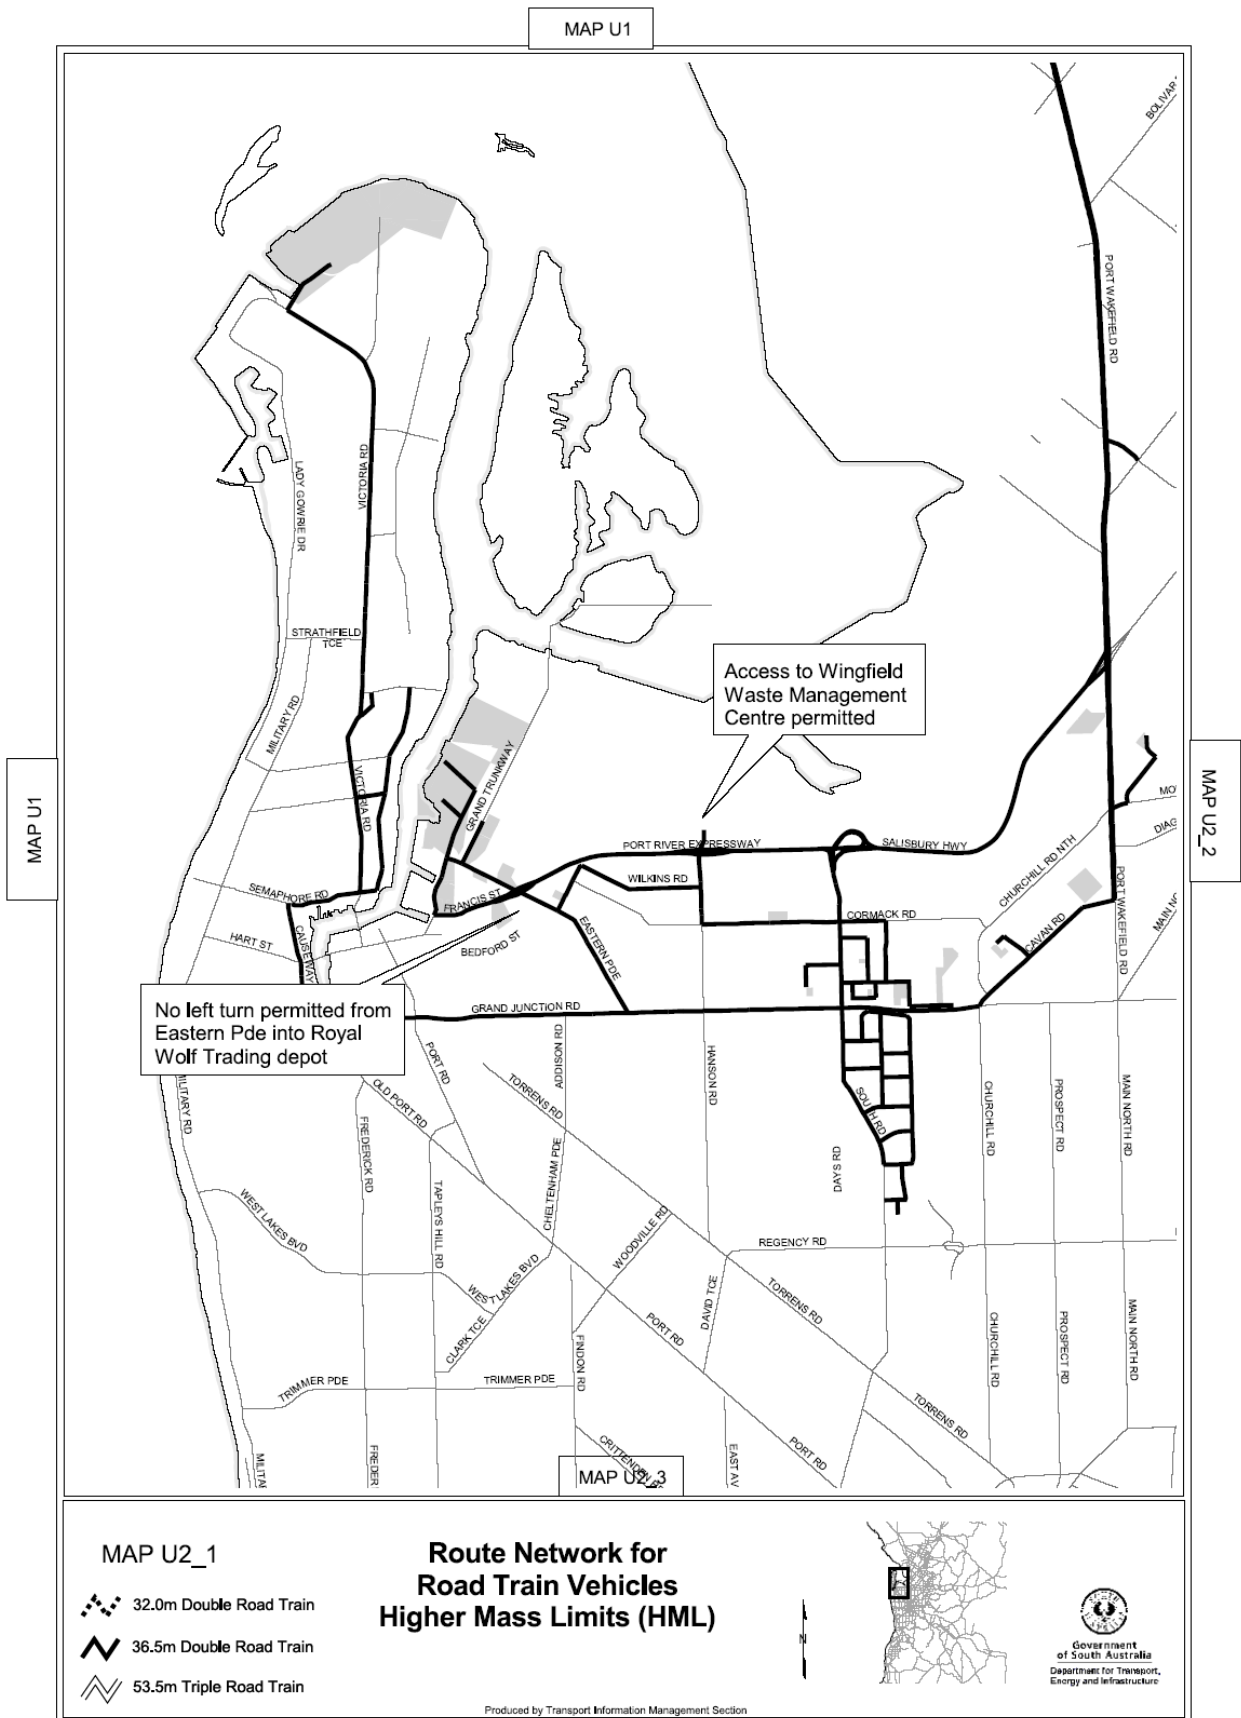 MAP U1
BOLIVAR
PORT WAKEFIELD RD
LADY GOWRIE DR
VICTORIA RD
STRATHFIELD
TCE
MILITARY RD
Access to Wingfield
Waste Management
Centre permitted
MAP U1
MAP U2_2
VICTORIA RD
GRAND TRUNKWAY
PORT RIVER EXPRESSWAY
SALISBURY HWY
MO
DIAG
CHURCHILL RD NTH
WILKINS RD
SEMAPHORE RD
FRANCIS ST
CORMACK RD
CAVAN RD
PORT WAKEFIELD RD
MAIN NO
HART ST
CAUSEWAY
BEDFORD ST
EASTERN PDE
GRAND JUNCTION RD
No left turn permitted from
Eastern Pde into Royal
Wolf Trading depot
MILITARY RD
OLD PORT RD
PORT RD
ADDISON RD
TORRENS RD
HANSON RD
SOUTH RD
CHURCHILL RD
PROSPECT RD
MAIN NORTH RD
FREDERICK RD
TAPLEYS HILL RD
CHELTENHAM PDE
DAYS RD
WEST LAKES BVD
WOODVILLE RD
REGENCY RD
WEST LAKES BVD
CLARK TCE
DAVID TCE
TORRENS RD
PORT RD
FINDON RD
CHURCHILL RD
PROSPECT RD
MAIN NORTH RD
TRIMMER PDE
TRIMMER PDE
TORRENS RD
MILITA
FREDER
CRITTENDEN
EAST AV
PORT RD
MAP U2_3
MAP U2_1
32.0m Double Road Train
36.5m Double Road Train
53.5m Triple Road Train
Route Network for
Road Train Vehicles
Higher Mass Limits (HML)
N
Government
of South Australia
Department for Transport,
Energy and Infrastructure
Produced by Transport Information Management Section